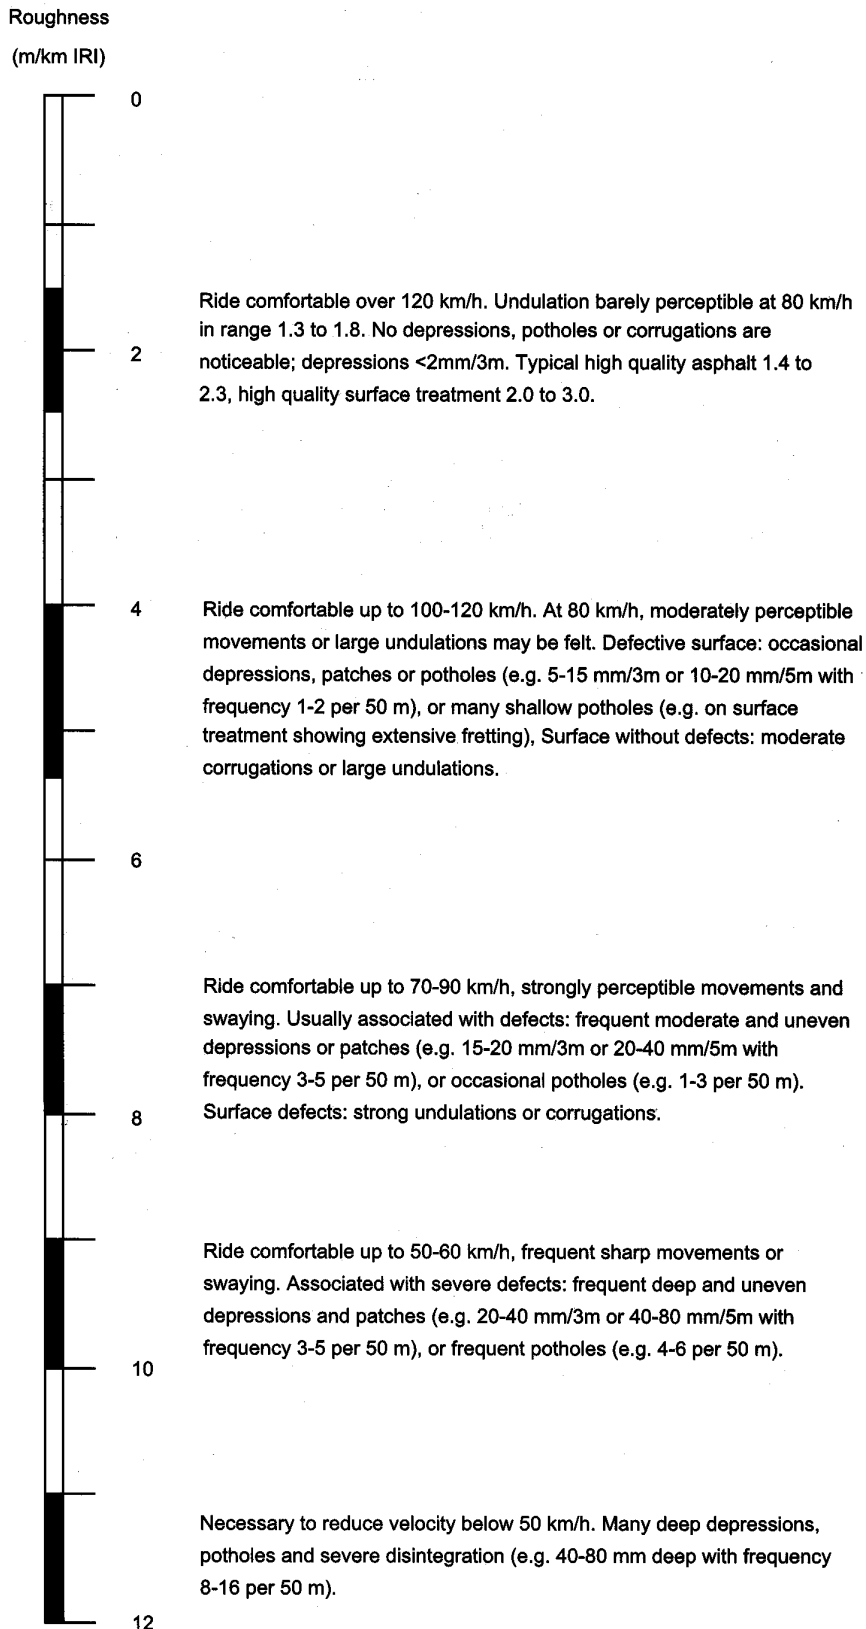 Roughness
(m/km IRI)
0
Ride comfortable over 120 km/h. Undulation barely perceptible at 80 km/h
in range 1.3 to 1.8. No depressions, potholes or corrugations are
2
noticeable; depressions <2mm/3m. Typical high quality asphalt 1.4 to
2.3, high quality surface treatment 2.0 to 3.0.
4
Ride comfortable up to 100-120 km/h. At 80 km/h, moderately perceptible
movements or large undulations may be felt. Defective surface: occasional
depressions, patches or potholes (e.g. 5-15 mm/3m or 10-20 mm/5m with
frequency 1-2 per 50 m), or many shallow potholes (e.g. on surface
treatment showing extensive fretting), Surface without defects: moderate
corrugations or large undulations.
6
Ride comfortable up to 70-90 km/h, strongly perceptible movements and
swaying. Usually associated with defects: frequent moderate and uneven
depressions or patches (e.g. 15-20 mm/3m or 20-40 mm/5m with
frequency 3-5 per 50 m), or occasional potholes (e.g. 1-3 per 50 m).
8
Surface defects: strong undulations or corrugations.
Ride comfortable up to 50-60 km/h, frequent sharp movements or
swaying. Associated with severe defects: frequent deep and uneven
depressions and patches (e.g. 20-40 mm/3m or 40-80 mm/5m with
frequency 3-5 per 50 m), or frequent potholes (e.g. 4-6 per 50 m).
10
Necessary to reduce velocity below 50 km/h. Many deep depressions,
potholes and severe disintegration (e.g. 40-80 mm deep with frequency
8-16 per 50 m).
12